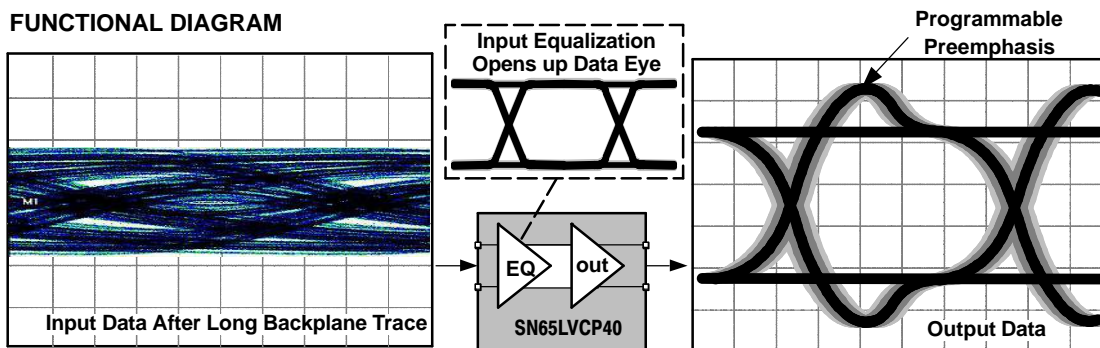 FUNCTIONAL DIAGRAM
Input Equalization
Opens up Data Eye
Programmable
Preemphasis
M1
EQ
out
SN65LVCP40
Input Data After Long Backplane Trace
Output Data